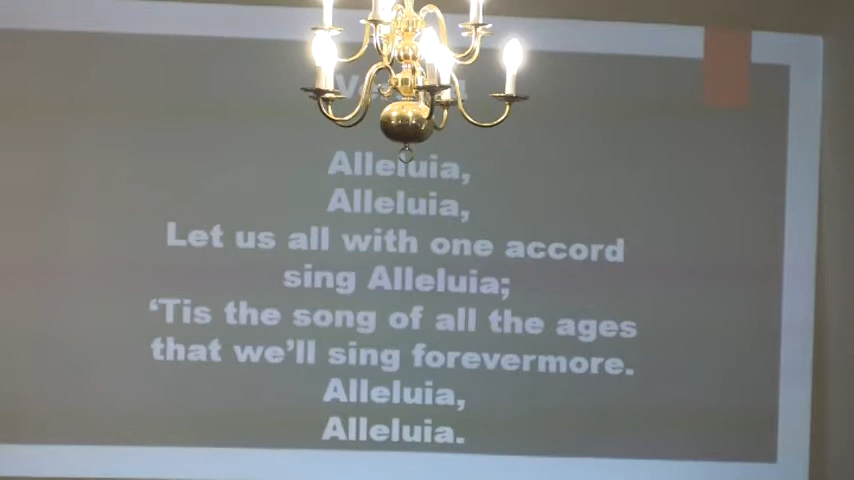 Alleluia,
Alleluia,
Let us all with one accord
sing Alleluia;
‘Tis the song of all the ages
that we’ll sing forevermore.
Alleluia,
Alleluia.